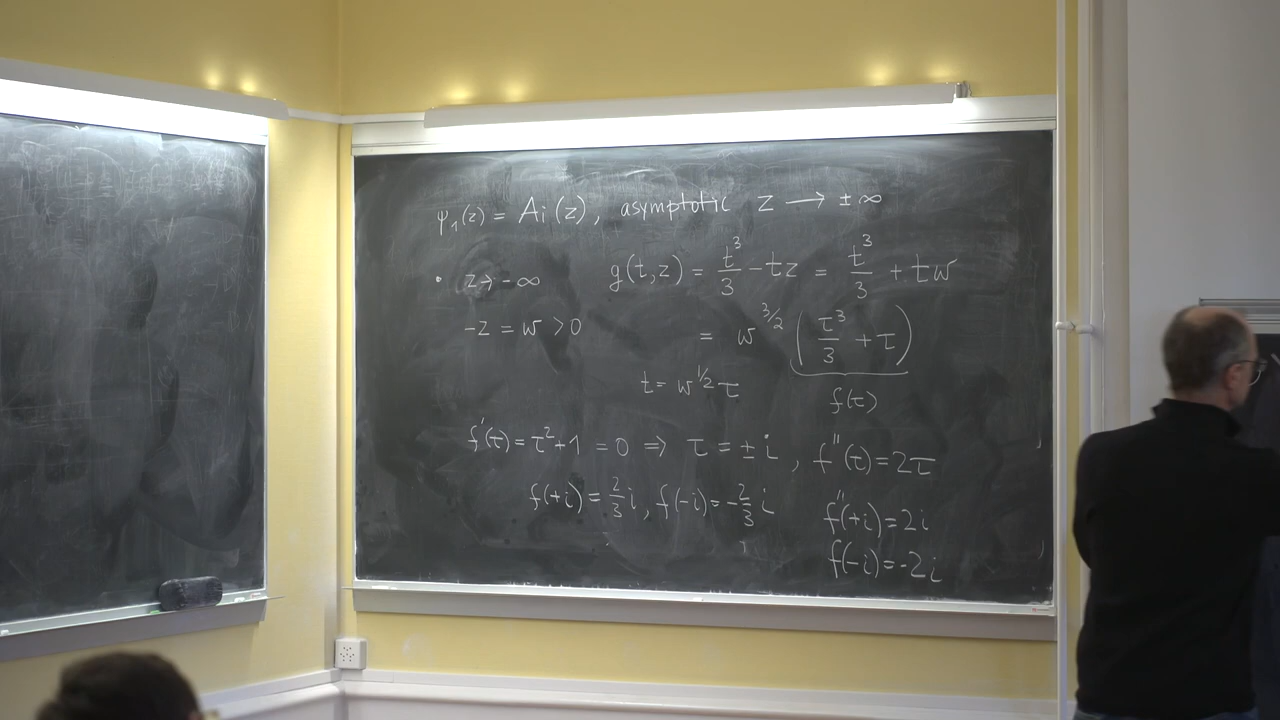 ψ₁(z) = Ai(z), asymptotic z → ±∞
• z → -∞ g(t,z) = t³/3 - tz = t³/3 + tw
-z = w > 0 = w^{3/2} (τ³/3 + τ)
t = w^{1/2} τ f(τ)
f'(τ) = τ² + 1 = 0 ⇒ τ = ± i, f''(τ) = 2τ
f(+i) = 2/3 i, f(-i) = -2/3 i f''(+i) = 2i
f(-i) = -2i